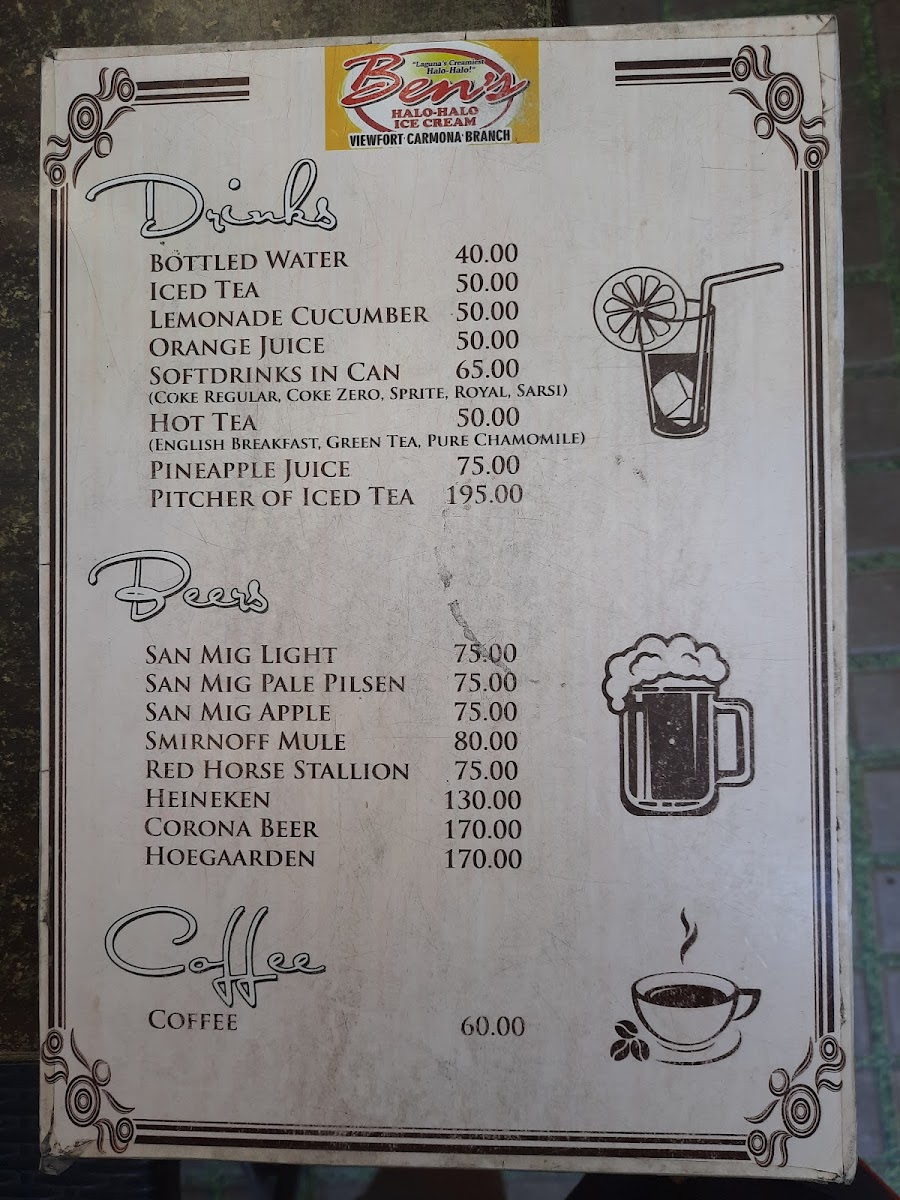 "Laguna's Creamiest
Halo-Halo!"
Ben's
HALO-HALO
ICE CREAM
VIEWFORT CARMONA BRANCH
Drinks
BOTTLED WATER 40.00
ICED TEA 50.00
LEMONADE CUCUMBER 50.00
ORANGE JUICE 50.00
SOFTDRINKS IN CAN 65.00
(COKE REGULAR, COKE ZERO, SPRITE, ROYAL, SARSI)
HOT TEA 50.00
(ENGLISH BREAKFAST, GREEN TEA, PURE CHAMOMILE)
PINEAPPLE JUICE 75.00
PITCHER OF ICED TEA 195.00
Beers
SAN MIG LIGHT 75.00
SAN MIG PALE PILSEN 75.00
SAN MIG APPLE 75.00
SMIRNOFF MULE 80.00
RED HORSE STALLION 75.00
HEINEKEN 130.00
CORONA BEER 170.00
HOEGAARDEN 170.00
Coffee
COFFEE 60.00